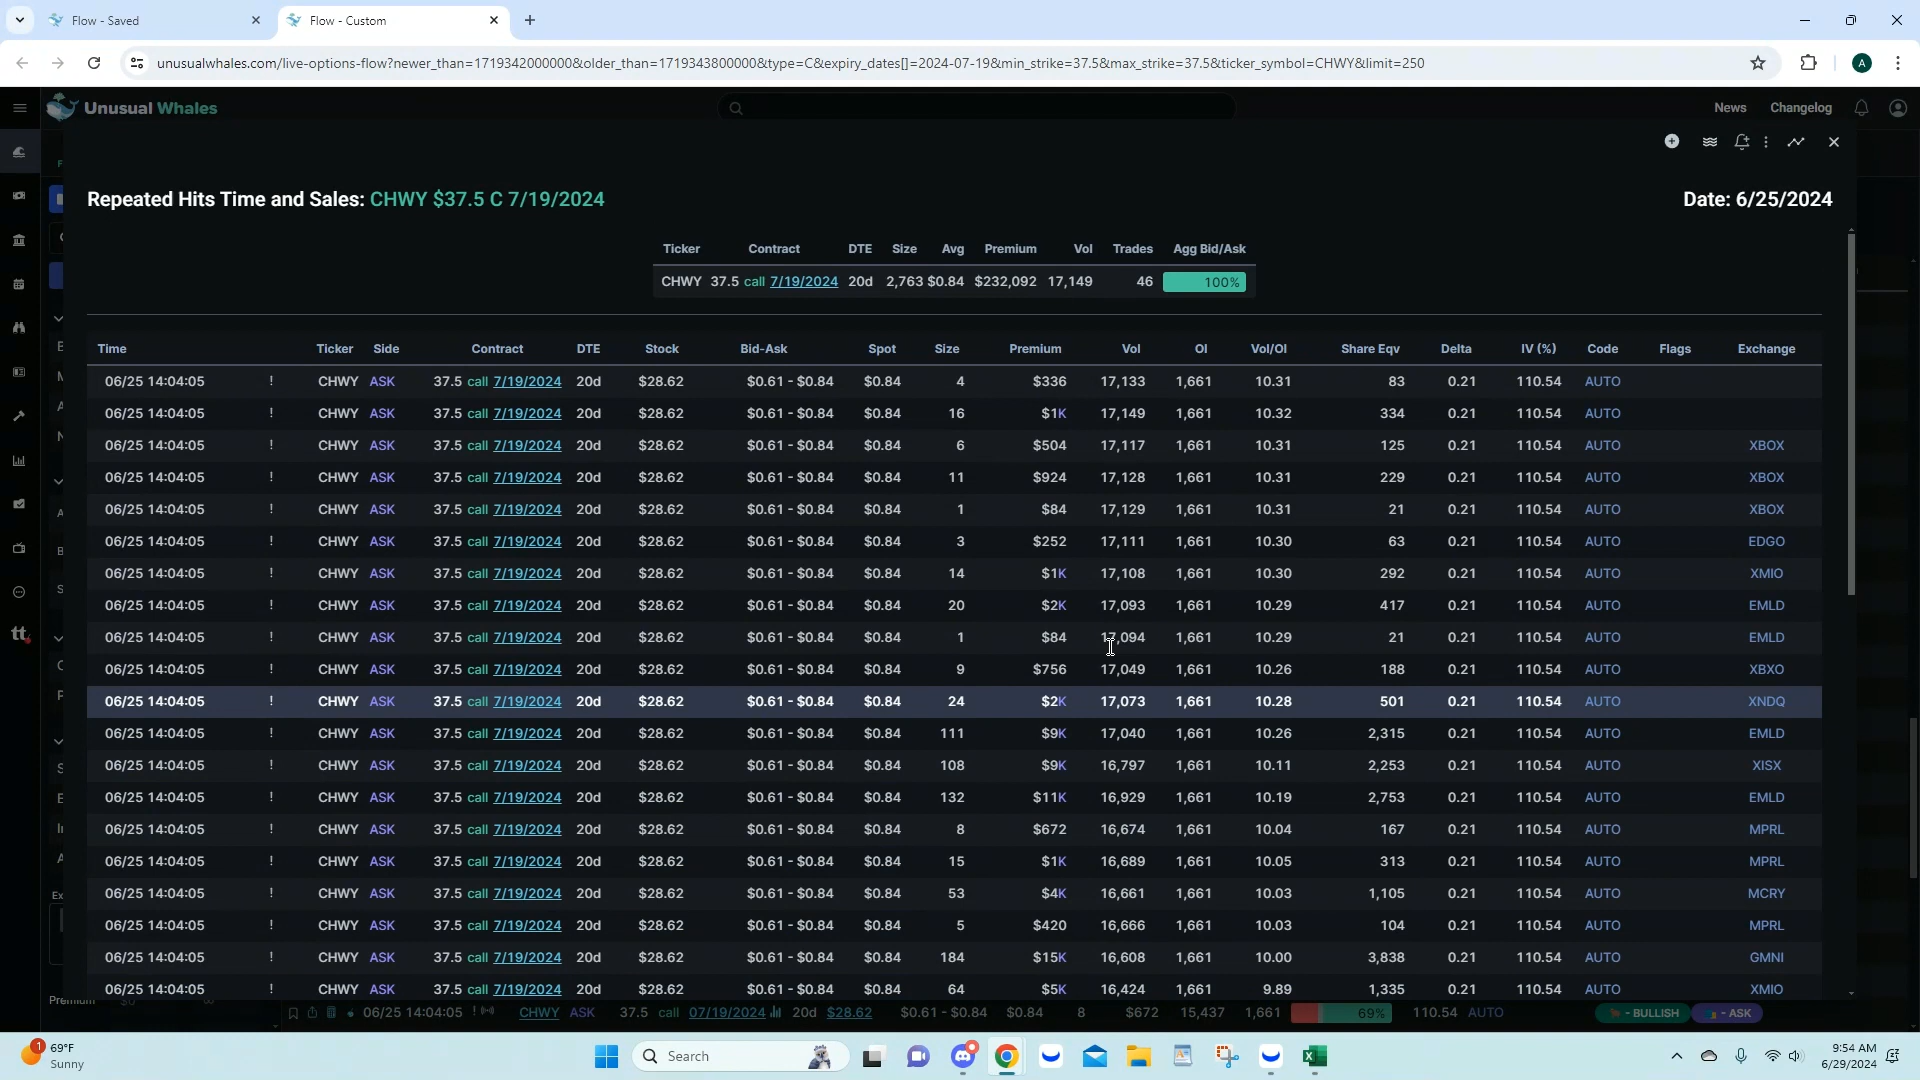 Flow - Saved
Flow - Custom
unusualwhales.com/live-options-flow?newer_than=1719342000000&older_than=1719343800000&type=C&expiry_dates[]=2024-07-19&min_strike=37.5&max_strike=37.5&ticker_symbol=CHWY&limit=250
A
Unusual Whales
News Changelog
Repeated Hits Time and Sales: CHWY $37.5 C 7/19/2024
Date: 6/25/2024
Ticker Contract DTE Size Avg Premium Vol Trades Agg Bid/Ask
CHWY 37.5 call 7/19/2024 20d 2,763 $0.84 $232,092 17,149 46 100%
Time Ticker Side Contract DTE Stock Bid-Ask Spot Size Premium Vol OI Vol/OI Share Eqv Delta IV (%) Code Flags Exchange
06/25 14:04:05 ! CHWY ASK 37.5 call 7/19/2024 20d $28.62 $0.61 - $0.84 $0.84 4 $336 17,133 1,661 10.31 83 0.21 110.54 AUTO
06/25 14:04:05 ! CHWY ASK 37.5 call 7/19/2024 20d $28.62 $0.61 - $0.84 $0.84 16 $1K 17,149 1,661 10.32 334 0.21 110.54 AUTO
06/25 14:04:05 ! CHWY ASK 37.5 call 7/19/2024 20d $28.62 $0.61 - $0.84 $0.84 6 $504 17,117 1,661 10.31 125 0.21 110.54 AUTO XBOX
06/25 14:04:05 ! CHWY ASK 37.5 call 7/19/2024 20d $28.62 $0.61 - $0.84 $0.84 11 $924 17,128 1,661 10.31 229 0.21 110.54 AUTO XBOX
06/25 14:04:05 ! CHWY ASK 37.5 call 7/19/2024 20d $28.62 $0.61 - $0.84 $0.84 1 $84 17,129 1,661 10.31 21 0.21 110.54 AUTO XBOX
06/25 14:04:05 ! CHWY ASK 37.5 call 7/19/2024 20d $28.62 $0.61 - $0.84 $0.84 3 $252 17,111 1,661 10.30 63 0.21 110.54 AUTO EDGO
06/25 14:04:05 ! CHWY ASK 37.5 call 7/19/2024 20d $28.62 $0.61 - $0.84 $0.84 14 $1K 17,108 1,661 10.30 292 0.21 110.54 AUTO XMIO
06/25 14:04:05 ! CHWY ASK 37.5 call 7/19/2024 20d $28.62 $0.61 - $0.84 $0.84 20 $2K 17,093 1,661 10.29 417 0.21 110.54 AUTO EMLD
06/25 14:04:05 ! CHWY ASK 37.5 call 7/19/2024 20d $28.62 $0.61 - $0.84 $0.84 1 $84 17,094 1,661 10.29 21 0.21 110.54 AUTO EMLD
06/25 14:04:05 ! CHWY ASK 37.5 call 7/19/2024 20d $28.62 $0.61 - $0.84 $0.84 9 $756 17,049 1,661 10.26 188 0.21 110.54 AUTO XBXO
06/25 14:04:05 ! CHWY ASK 37.5 call 7/19/2024 20d $28.62 $0.61 - $0.84 $0.84 24 $2K 17,073 1,661 10.28 501 0.21 110.54 AUTO XNDQ
06/25 14:04:05 ! CHWY ASK 37.5 call 7/19/2024 20d $28.62 $0.61 - $0.84 $0.84 111 $9K 17,040 1,661 10.26 2,315 0.21 110.54 AUTO EMLD
06/25 14:04:05 ! CHWY ASK 37.5 call 7/19/2024 20d $28.62 $0.61 - $0.84 $0.84 108 $9K 16,797 1,661 10.11 2,253 0.21 110.54 AUTO XISX
06/25 14:04:05 ! CHWY ASK 37.5 call 7/19/2024 20d $28.62 $0.61 - $0.84 $0.84 132 $11K 16,929 1,661 10.19 2,753 0.21 110.54 AUTO EMLD
06/25 14:04:05 ! CHWY ASK 37.5 call 7/19/2024 20d $28.62 $0.61 - $0.84 $0.84 8 $672 16,674 1,661 10.04 167 0.21 110.54 AUTO MPRL
06/25 14:04:05 ! CHWY ASK 37.5 call 7/19/2024 20d $28.62 $0.61 - $0.84 $0.84 15 $1K 16,689 1,661 10.05 313 0.21 110.54 AUTO MPRL
06/25 14:04:05 ! CHWY ASK 37.5 call 7/19/2024 20d $28.62 $0.61 - $0.84 $0.84 53 $4K 16,661 1,661 10.03 1,105 0.21 110.54 AUTO MCRY
06/25 14:04:05 ! CHWY ASK 37.5 call 7/19/2024 20d $28.62 $0.61 - $0.84 $0.84 5 $420 16,666 1,661 10.03 104 0.21 110.54 AUTO MPRL
06/25 14:04:05 ! CHWY ASK 37.5 call 7/19/2024 20d $28.62 $0.61 - $0.84 $0.84 184 $15K 16,608 1,661 10.00 3,838 0.21 110.54 AUTO GMNI
06/25 14:04:05 ! CHWY ASK 37.5 call 7/19/2024 20d $28.62 $0.61 - $0.84 $0.84 64 $5K 16,424 1,661 9.89 1,335 0.21 110.54 AUTO XMIO
Premium $0
06/25 14:04:05 ! CHWY ASK 37.5 call 07/19/2024 20d $28.62 $0.61 - $0.84 $0.84 8 $672 15,437 1,661 69% 110.54 AUTO - BULLISH - ASK
tt
1
69°F
Sunny
Search
9:54 AM
6/29/2024